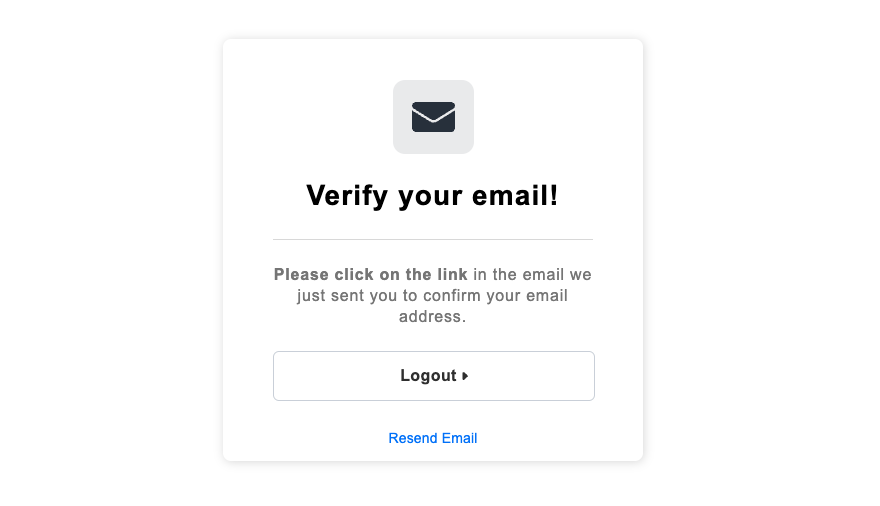 Verify your email!
Please click on the link in the email we
just sent you to confirm your email
address.
Logout
Resend Email